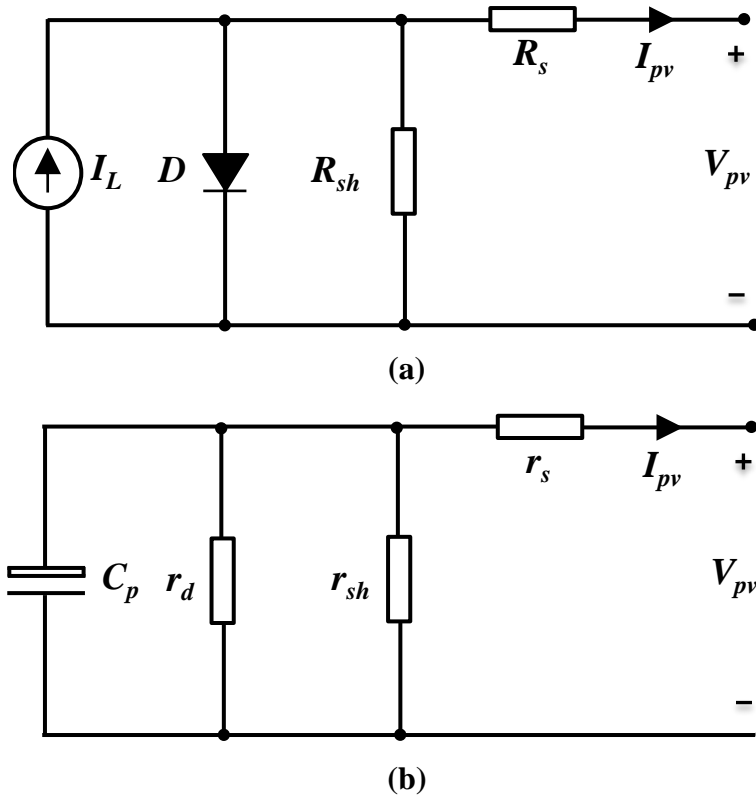 R_s I_pv +
I_L D R_sh V_pv
−
(a)
r_s I_pv +
C_p r_d r_sh V_pv
−
(b)